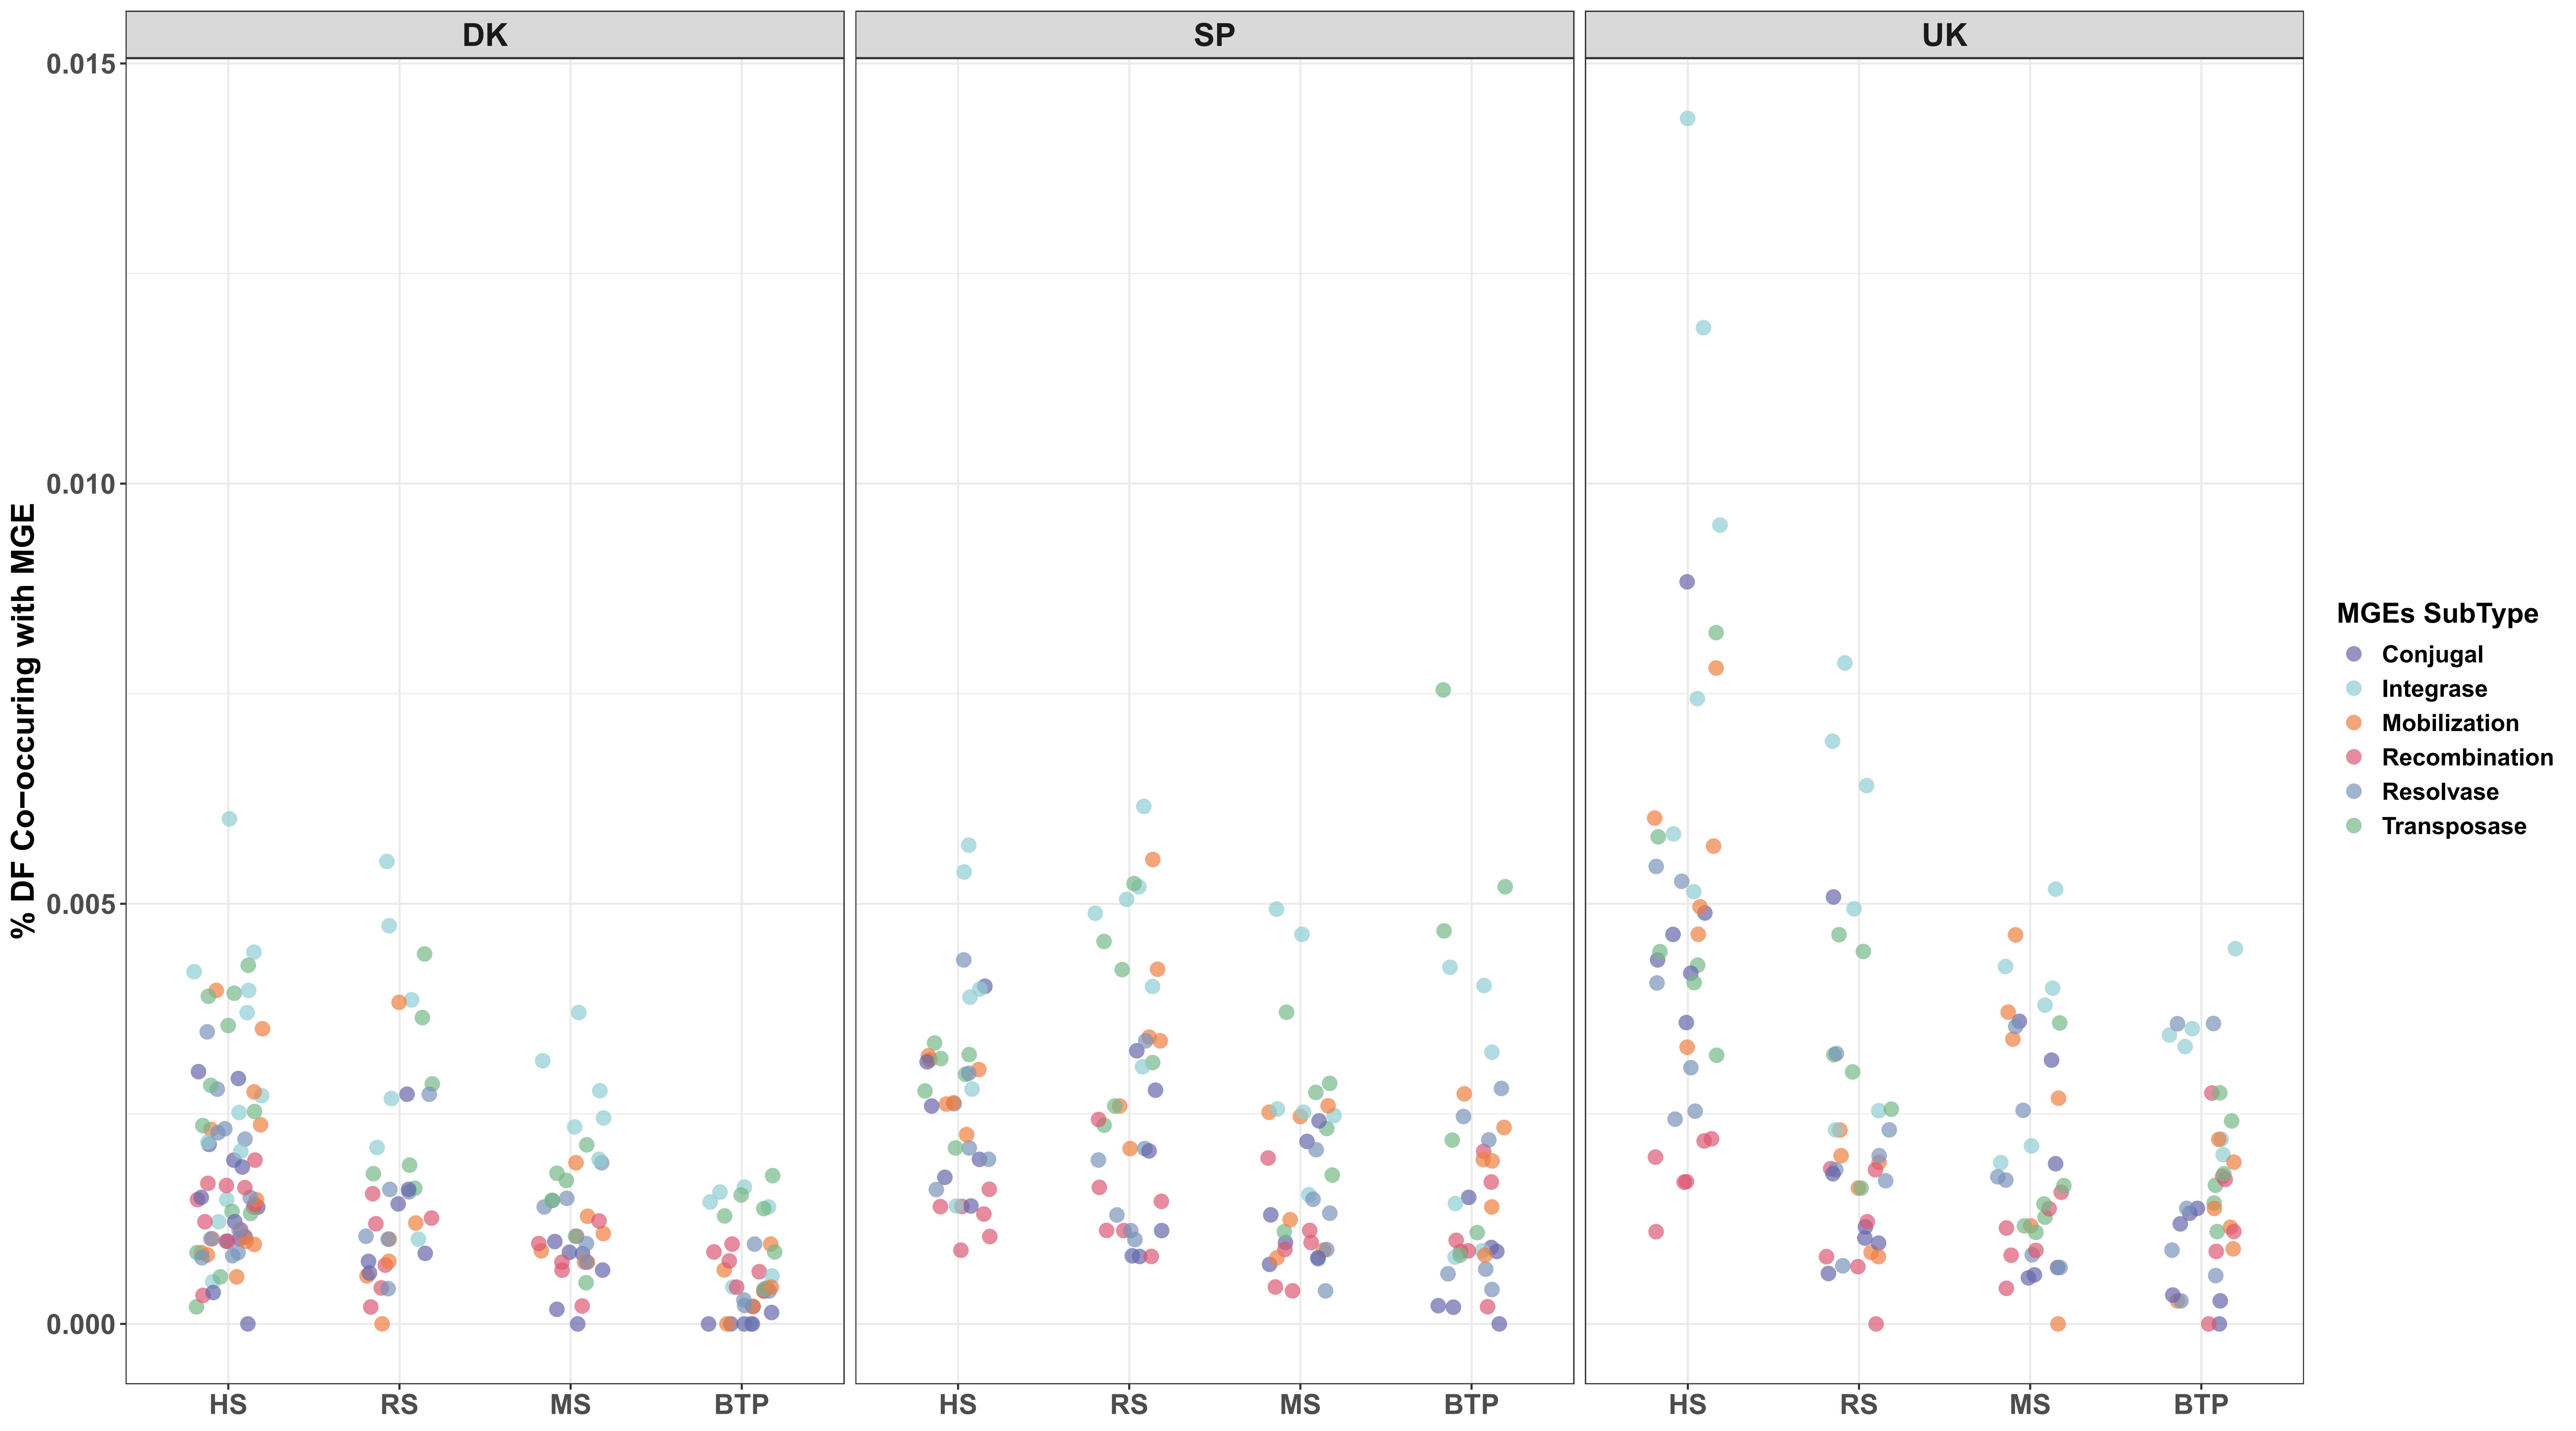 DK
SP
UK
0.015
0.010
0.005
0.000
% DF Co−occuring with MGE
HS RS MS BTP
HS RS MS BTP
HS RS MS BTP
MGEs SubType
Conjugal
Integrase
Mobilization
Recombination
Resolvase
Transposase